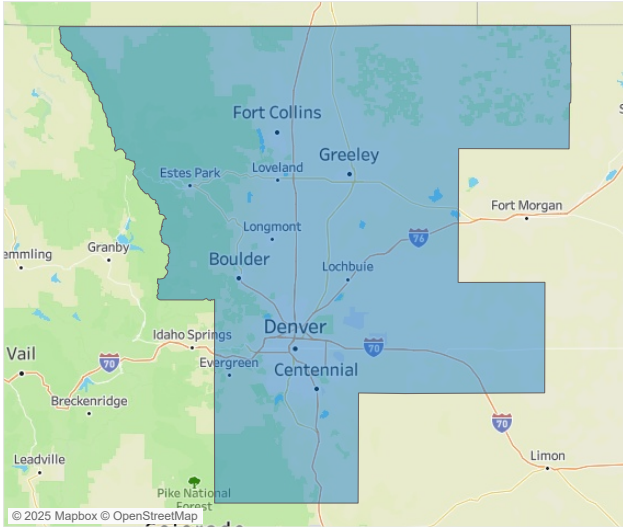 Fort Collins
Greeley
Estes Park
Loveland
Fort Morgan
Longmont
76
Granby
emmling
Boulder
Lochbuie
Denver
Idaho Springs
70
Vail
70
Evergreen
Centennial
Breckenridge
70
Leadville
Limon
Pike National
Forest
© 2025 Mapbox © OpenStreetMap